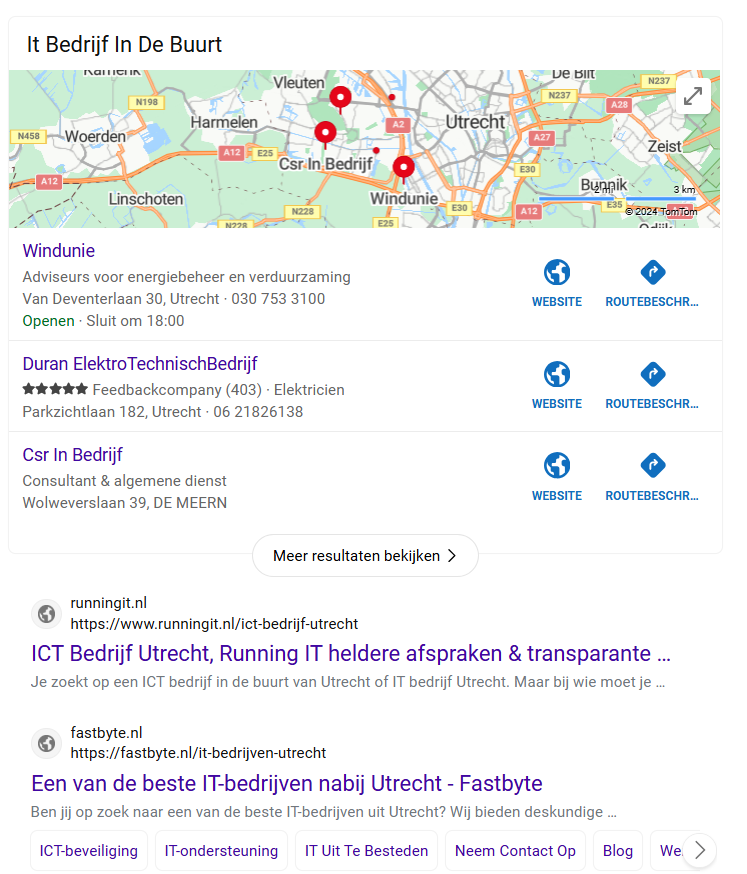 It Bedrijf In De Buurt
Kamerik
Vleuten
De Bilt
N237
N198
N237
A28
Harmelen
A2
Utrecht
N458
Woerden
A27
A12
E25
Csr In Bedrijf
Zeist
E30
A12
Bunnik
2 mi
3 km
Linschoten
Windunie
N228
E30
A12
E35
© 2024 TomTom
N228
E25
Odijk
Windunie
Adviseurs voor energiebeheer en verduurzaming
Van Deventerlaan 30, Utrecht · 030 753 3100
Openen · Sluit om 18:00
WEBSITE
ROUTEBESCHR...
Duran ElektroTechnischBedrijf
Feedbackcompany (403) · Elektricien
Parkzichtlaan 182, Utrecht · 06 21826138
WEBSITE
ROUTEBESCHR...
Csr In Bedrijf
Consultant & algemene dienst
Wolweverslaan 39, DE MEERN
WEBSITE
ROUTEBESCHR...
Meer resultaten bekijken
runningit.nl
https://www.runningit.nl/ict-bedrijf-utrecht
ICT Bedrijf Utrecht, Running IT heldere afspraken & transparante ...
Je zoekt op een ICT bedrijf in de buurt van Utrecht of IT bedrijf Utrecht. Maar bij wie moet je ...
fastbyte.nl
https://fastbyte.nl/it-bedrijven-utrecht
Een van de beste IT-bedrijven nabij Utrecht - Fastbyte
Ben jij op zoek naar een van de beste IT-bedrijven uit Utrecht? Wij bieden deskundige ...
ICT-beveiliging
IT-ondersteuning
IT Uit Te Besteden
Neem Contact Op
Blog
We